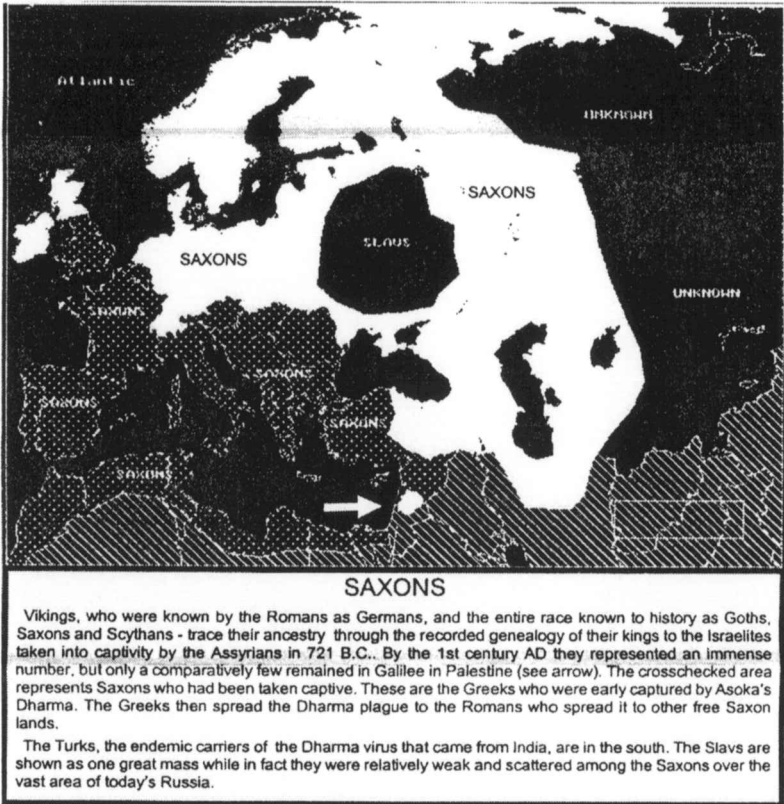 Atlantic
UNKNOWN
SAXONS
SLAVS
SAXONS
UNKNOWN
SAXONS
SAXONS
SAXONS
SAXONS
SAXONS
SAXONS
Vikings, who were known by the Romans as Germans, and the entire race known to history as Goths,
Saxons and Scythans - trace their ancestry through the recorded genealogy of their kings to the Israelites
taken into captivity by the Assyrians in 721 B.C.. By the 1st century AD they represented an immense
number, but only a comparatively few remained in Galilee in Palestine (see arrow). The crosschecked area
represents Saxons who had been taken captive. These are the Greeks who were early captured by Asoka's
Dharma. The Greeks then spread the Dharma plague to the Romans who spread it to other free Saxon
lands.
The Turks, the endemic carriers of the Dharma virus that came from India, are in the south. The Slavs are
shown as one great mass while in fact they were relatively weak and scattered among the Saxons over the
vast area of today's Russia.